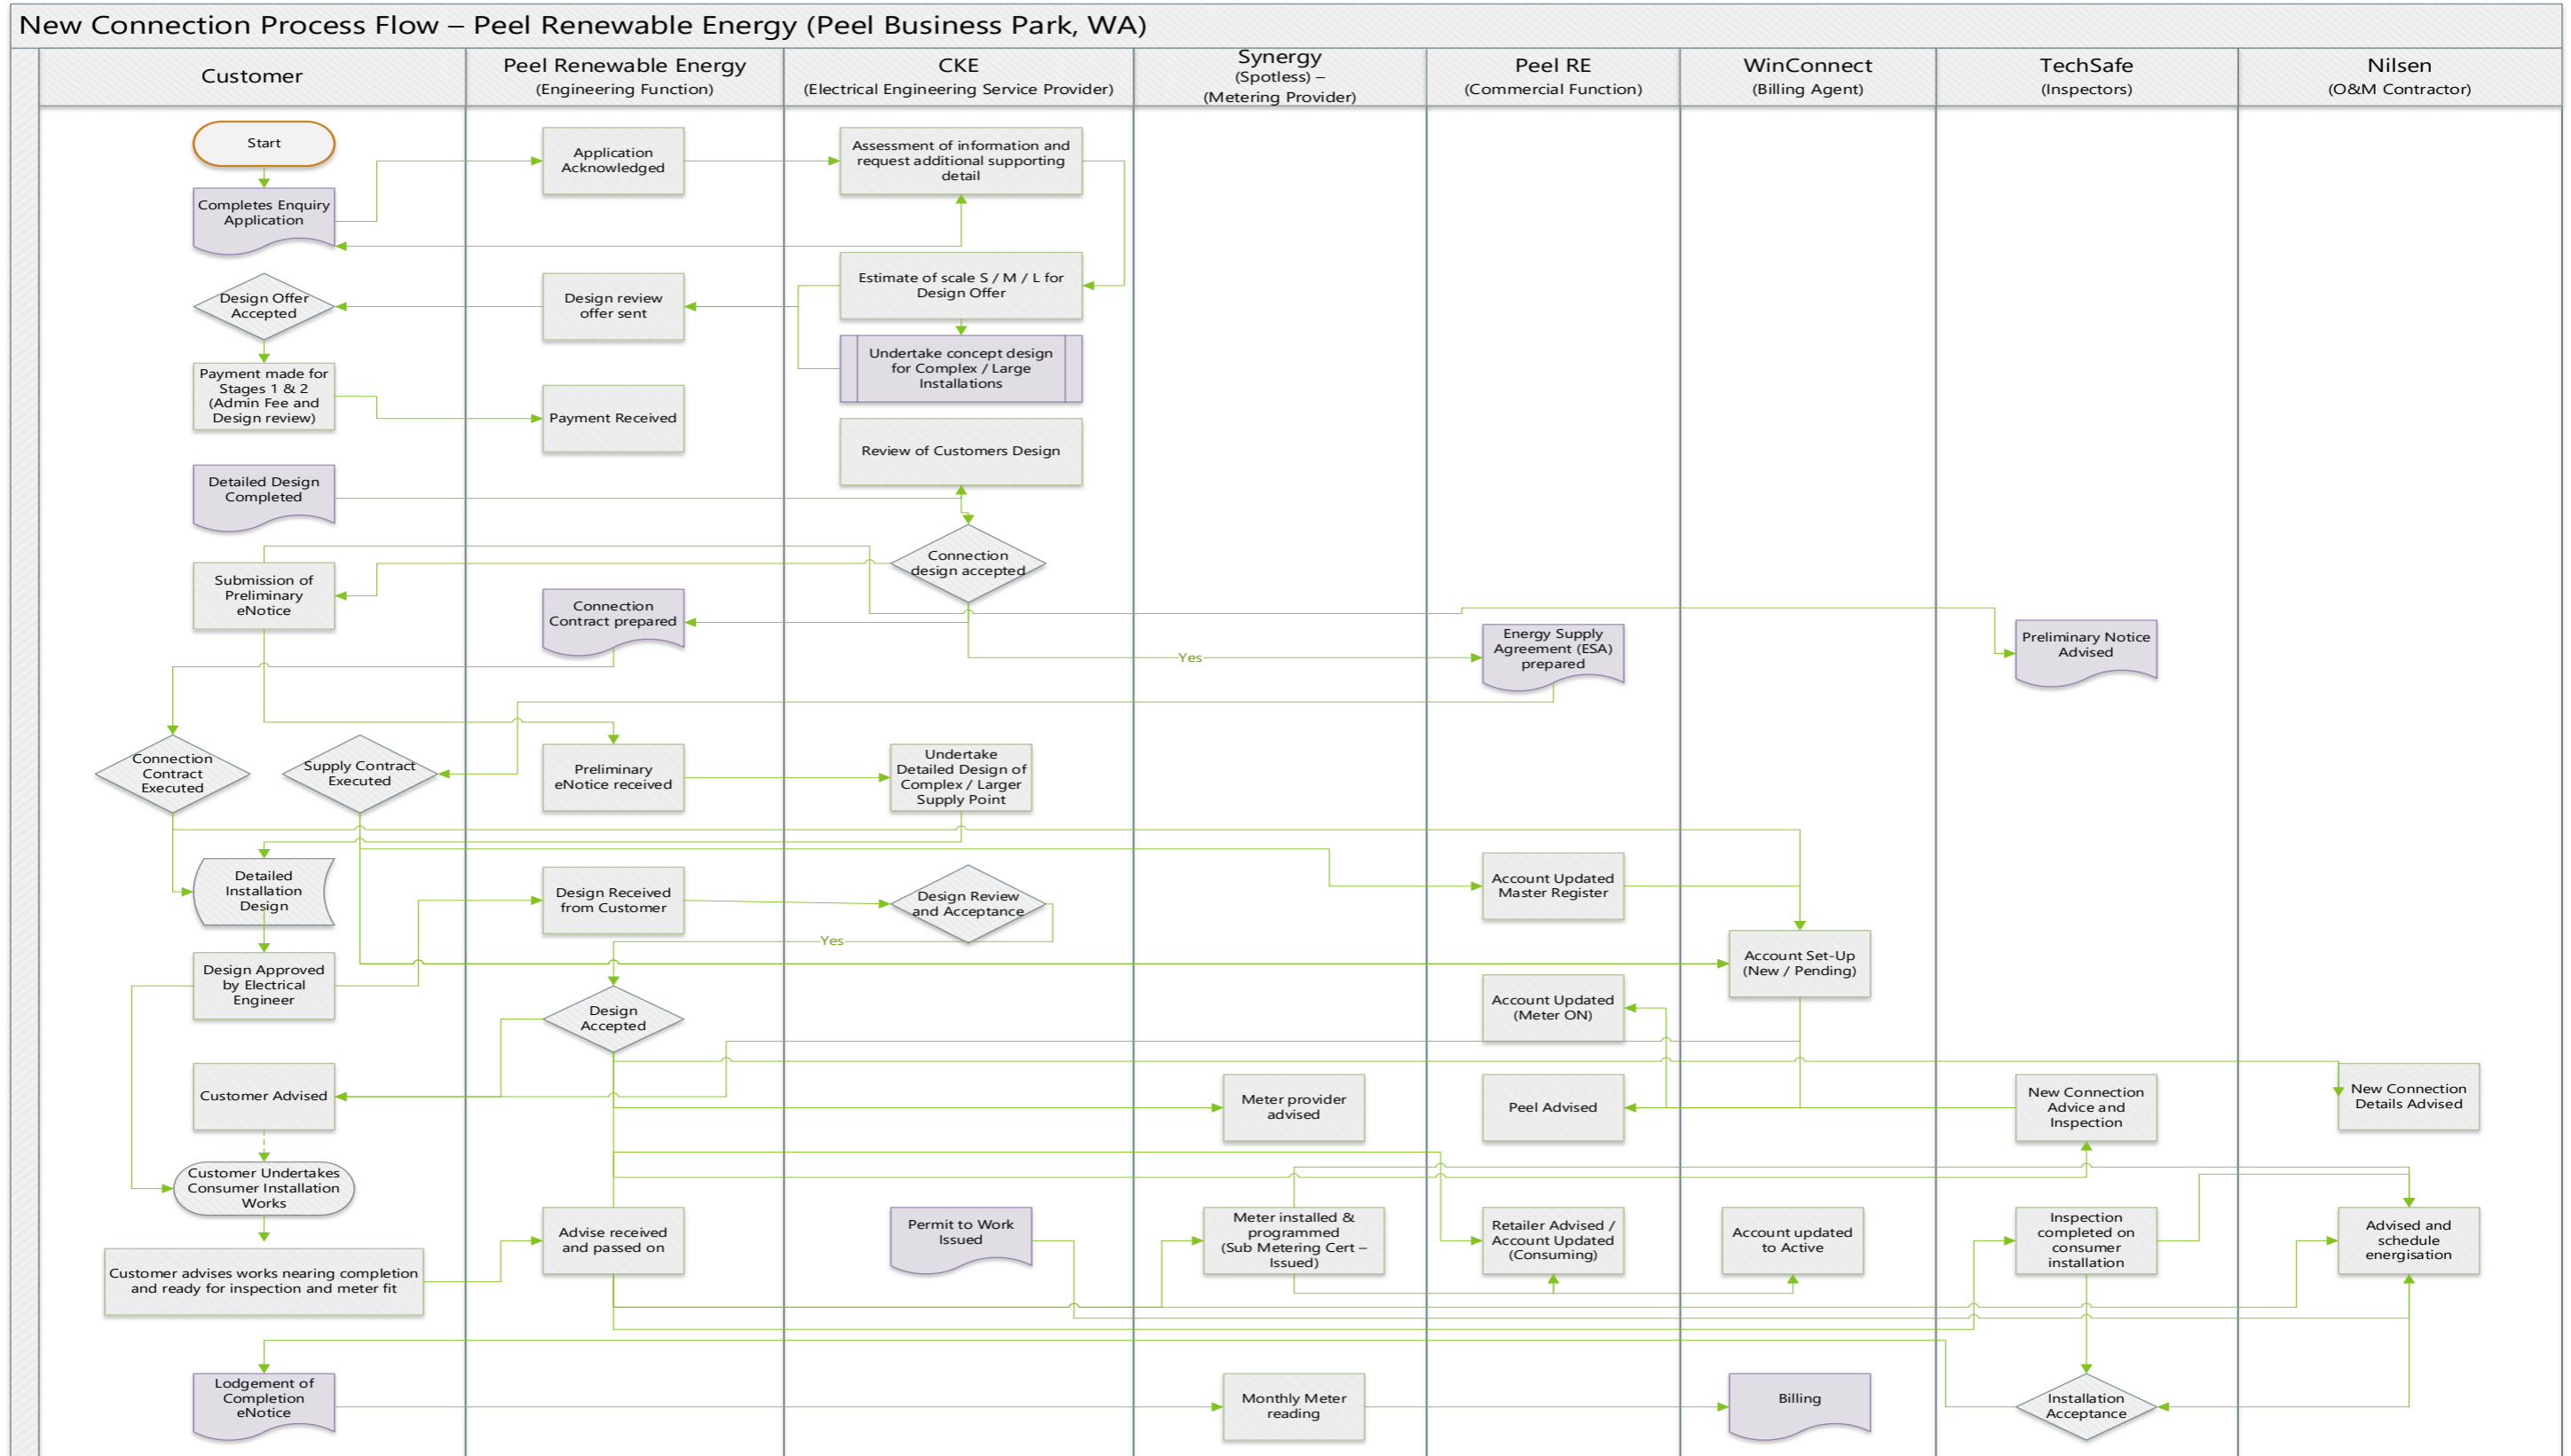 New Connection Process Flow – Peel Renewable Energy (Peel Business Park, WA)
Customer
Peel Renewable Energy
(Engineering Function)
CKE
(Electrical Engineering Service Provider)
Synergy
(Spotless) –
(Metering Provider)
Peel RE
(Commercial Function)
WinConnect
(Billing Agent)
TechSafe
(Inspectors)
Nilsen
(O&M Contractor)
Start
Application
Acknowledged
Assessment of information and
request additional supporting
detail
Completes Enquiry
Application
Design Offer
Accepted
Design review
offer sent
Estimate of scale S / M / L for
Design Offer
Undertake concept design
for Complex / Large
Installations
Payment made for
Stages 1 & 2
(Admin Fee and
Design review)
Payment Received
Review of Customers Design
Detailed Design
Completed
Connection
design accepted
Submission of
Preliminary
eNotice
Connection
Contract prepared
Yes
Energy Supply
Agreement (ESA)
prepared
Preliminary Notice
Advised
Connection
Contract
Executed
Supply Contract
Executed
Preliminary
eNotice received
Undertake
Detailed Design of
Complex / Larger
Supply Point
Detailed
Installation
Design
Design Received
from Customer
Design Review
and Acceptance
Account Updated
Master Register
Yes
Design Approved
by Electrical
Engineer
Account Set-Up
(New / Pending)
Design
Accepted
Account Updated
(Meter ON)
Customer Advised
Meter provider
advised
Peel Advised
New Connection
Advice and
Inspection
New Connection
Details Advised
Customer Undertakes
Consumer Installation
Works
Advise received
and passed on
Permit to Work
Issued
Meter installed &
programmed
(Sub Metering Cert –
Issued)
Retailer Advised /
Account Updated
(Consuming)
Account updated
to Active
Inspection
completed on
consumer
installation
Advised and
schedule
energisation
Customer advises works nearing completion
and ready for inspection and meter fit
Lodgement of
Completion
eNotice
Monthly Meter
reading
Billing
Installation
Acceptance